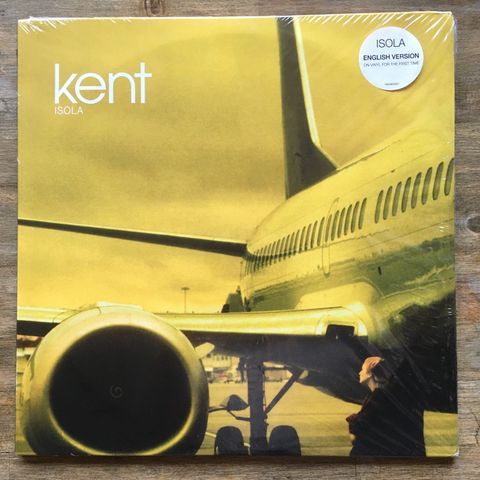 kent
ISOLA
ISOLA
ENGLISH VERSION
ON VINYL FOR THE FIRST TIME